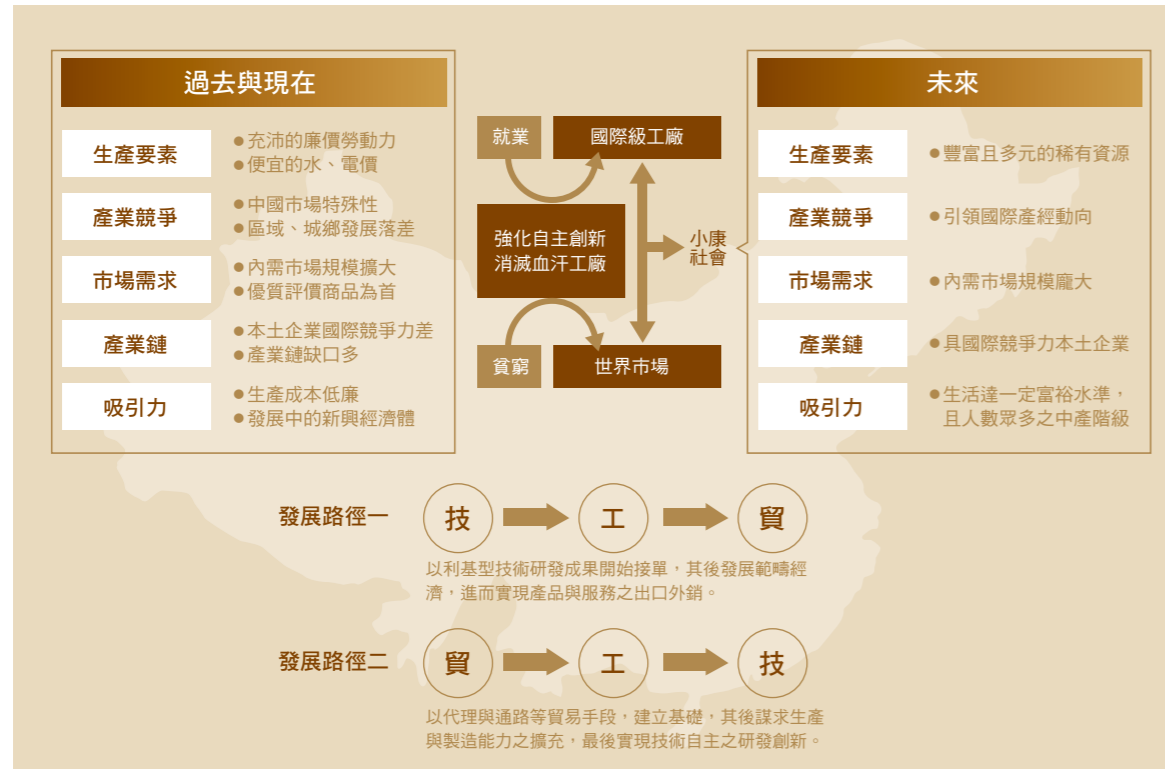 過去與現在
生產要素
●充沛的廉價勞動力
●便宜的水、電價
產業競爭
●中國市場特殊性
●區域、城鄉發展落差
市場需求
●內需市場規模擴大
●優質評價商品為首
產業鏈
●本土企業國際競爭力差
●產業鏈缺口多
吸引力
●生產成本低廉
●發展中的新興經濟體
就業
國際級工廠
強化自主創新
消滅血汗工廠
小康
社會
貧窮
世界市場
未來
生產要素
●豐富且多元的稀有資源
產業競爭
●引領國際產經動向
市場需求
●內需市場規模龐大
產業鏈
●具國際競爭力本土企業
吸引力
●生活達一定富裕水準，
且人數眾多之中產階級
發展路徑一
技
工
貿
以利基型技術研發成果開始接單，其後發展範疇經
濟，進而實現產品與服務之出口外銷。
發展路徑二
貿
工
技
以代理與通路等貿易手段，建立基礎，其後謀求生產
與製造能力之擴充，最後實現技術自主之研發創新。